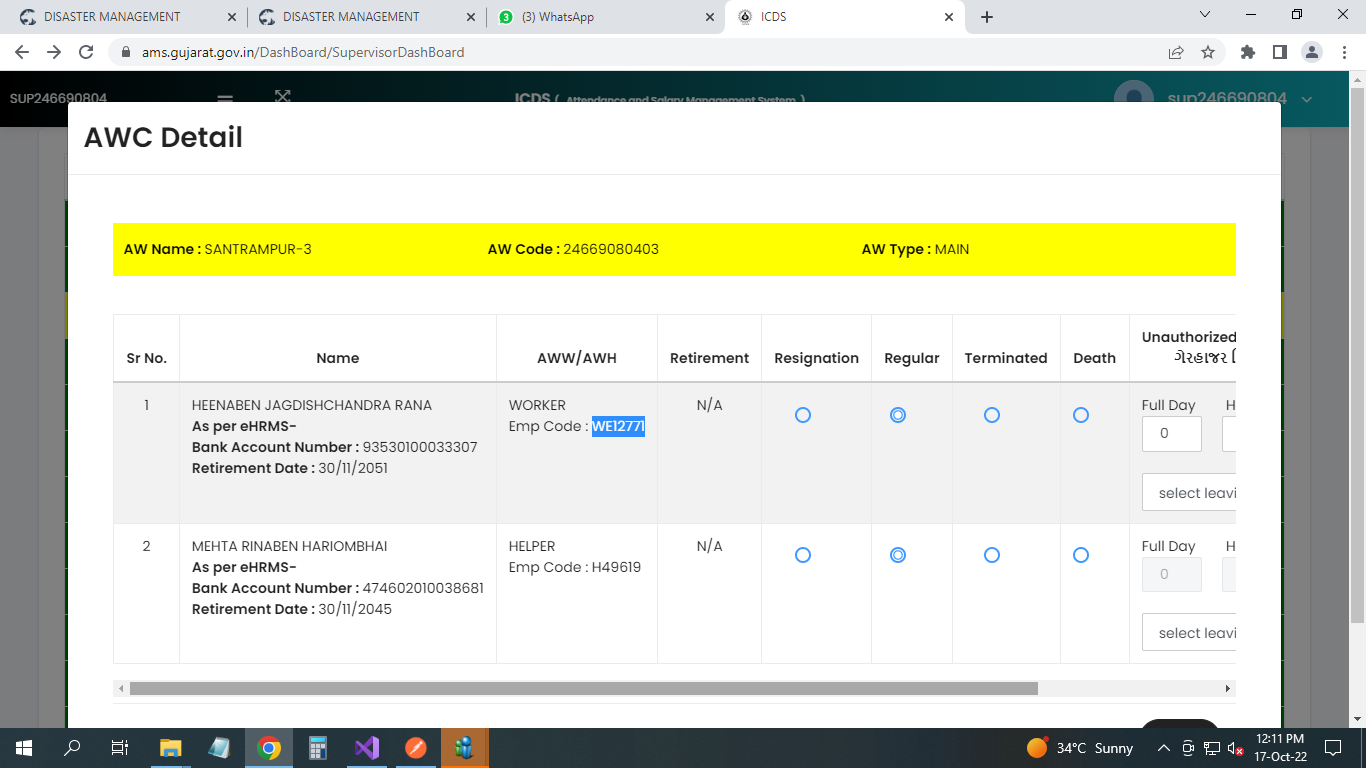 DISASTER MANAGEMENT
DISASTER MANAGEMENT
3 (3) WhatsApp
ICDS
ams.gujarat.gov.in/DashBoard/SupervisorDashBoard
SUP246690804 ICDS ( Attendance and Salary Management System ) sup246690804
AWC Detail
AW Name : SANTRAMPUR-3 AW Code : 24669080403 AW Type : MAIN
Sr No. Name AWW/AWH Retirement Resignation Regular Terminated Death Unauthorized
ગેરહાજર
1 HEENABEN JAGDISHCHANDRA RANA WORKER N/A Full Day H
As per eHRMS- Emp Code : WE12771 0
Bank Account Number : 93530100033307
Retirement Date : 30/11/2051
select leavi
2 MEHTA RINABEN HARIOMBHAI HELPER N/A Full Day H
As per eHRMS- Emp Code : H49619 0
Bank Account Number : 474602010038681
Retirement Date : 30/11/2045
select leavi
34°C Sunny
12:11 PM
17-Oct-22